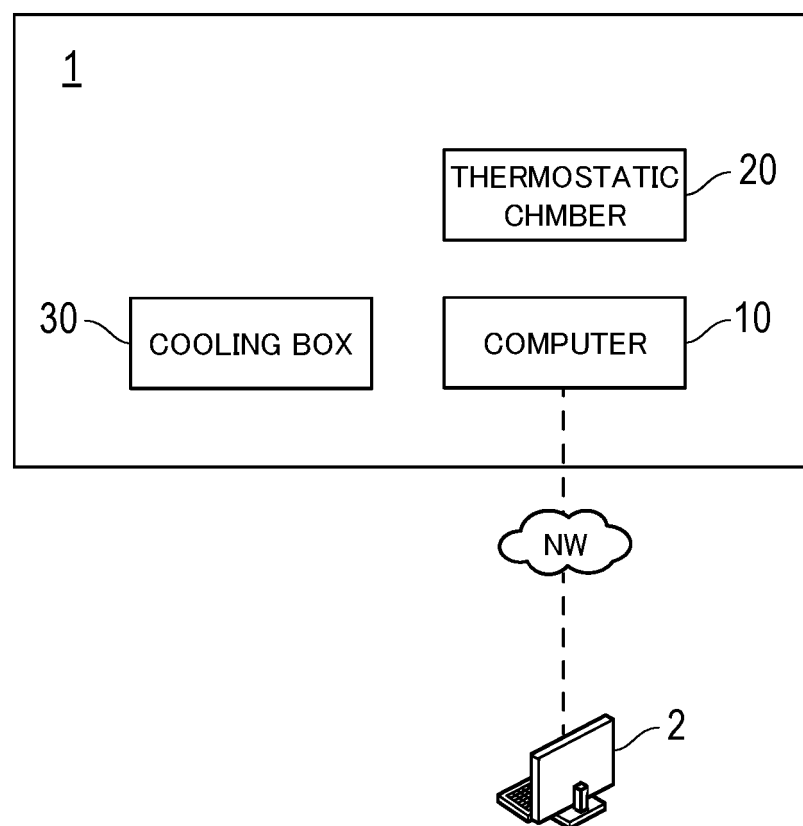 1
THERMOSTATIC
CHMBER
20
30
COOLING BOX
COMPUTER
10
NW
2